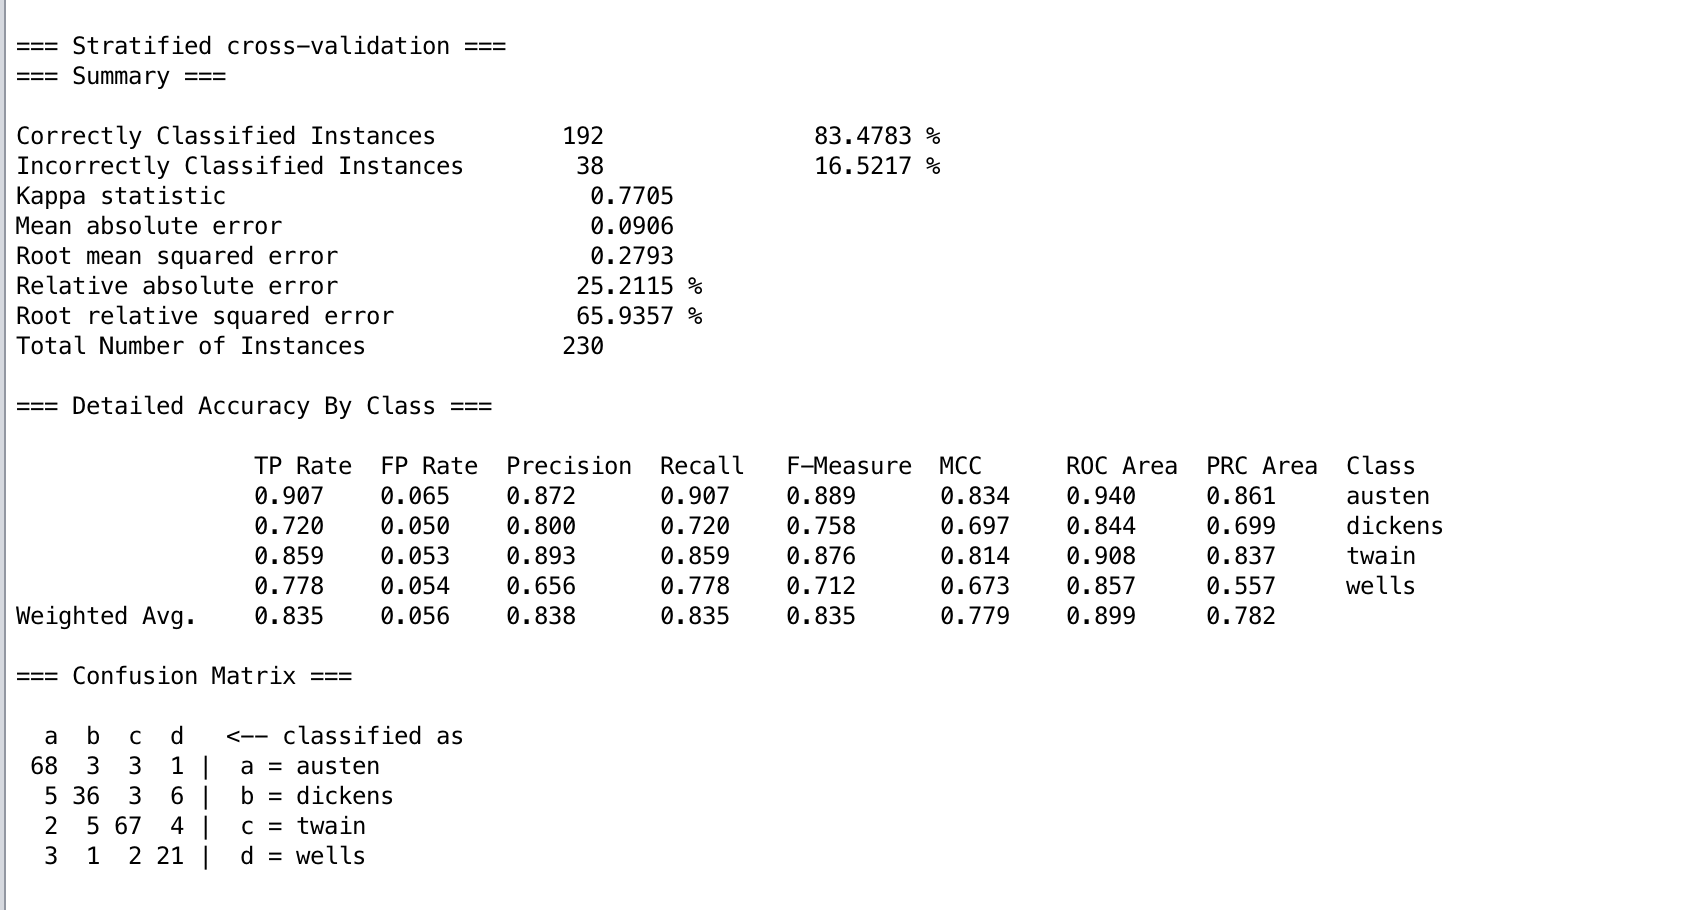 === Stratified cross-validation ===
=== Summary ===
Correctly Classified Instances         192               83.4783 %
Incorrectly Classified Instances        38               16.5217 %
Kappa statistic                          0.7705
Mean absolute error                      0.0906
Root mean squared error                  0.2793
Relative absolute error                 25.2115 %
Root relative squared error             65.9357 %
Total Number of Instances              230
=== Detailed Accuracy By Class ===
                 TP Rate  FP Rate  Precision  Recall   F-Measure  MCC      ROC Area  PRC Area  Class
                 0.907    0.065    0.872      0.907    0.889      0.834    0.940     0.861     austen
                 0.720    0.050    0.800      0.720    0.758      0.697    0.844     0.699     dickens
                 0.859    0.053    0.893      0.859    0.876      0.814    0.908     0.837     twain
                 0.778    0.054    0.656      0.778    0.712      0.673    0.857     0.557     wells
Weighted Avg.    0.835    0.056    0.838      0.835    0.835      0.779    0.899     0.782
=== Confusion Matrix ===
  a  b  c  d   <-- classified as
 68  3  3  1 |  a = austen
  5 36  3  6 |  b = dickens
  2  5 67  4 |  c = twain
  3  1  2 21 |  d = wells